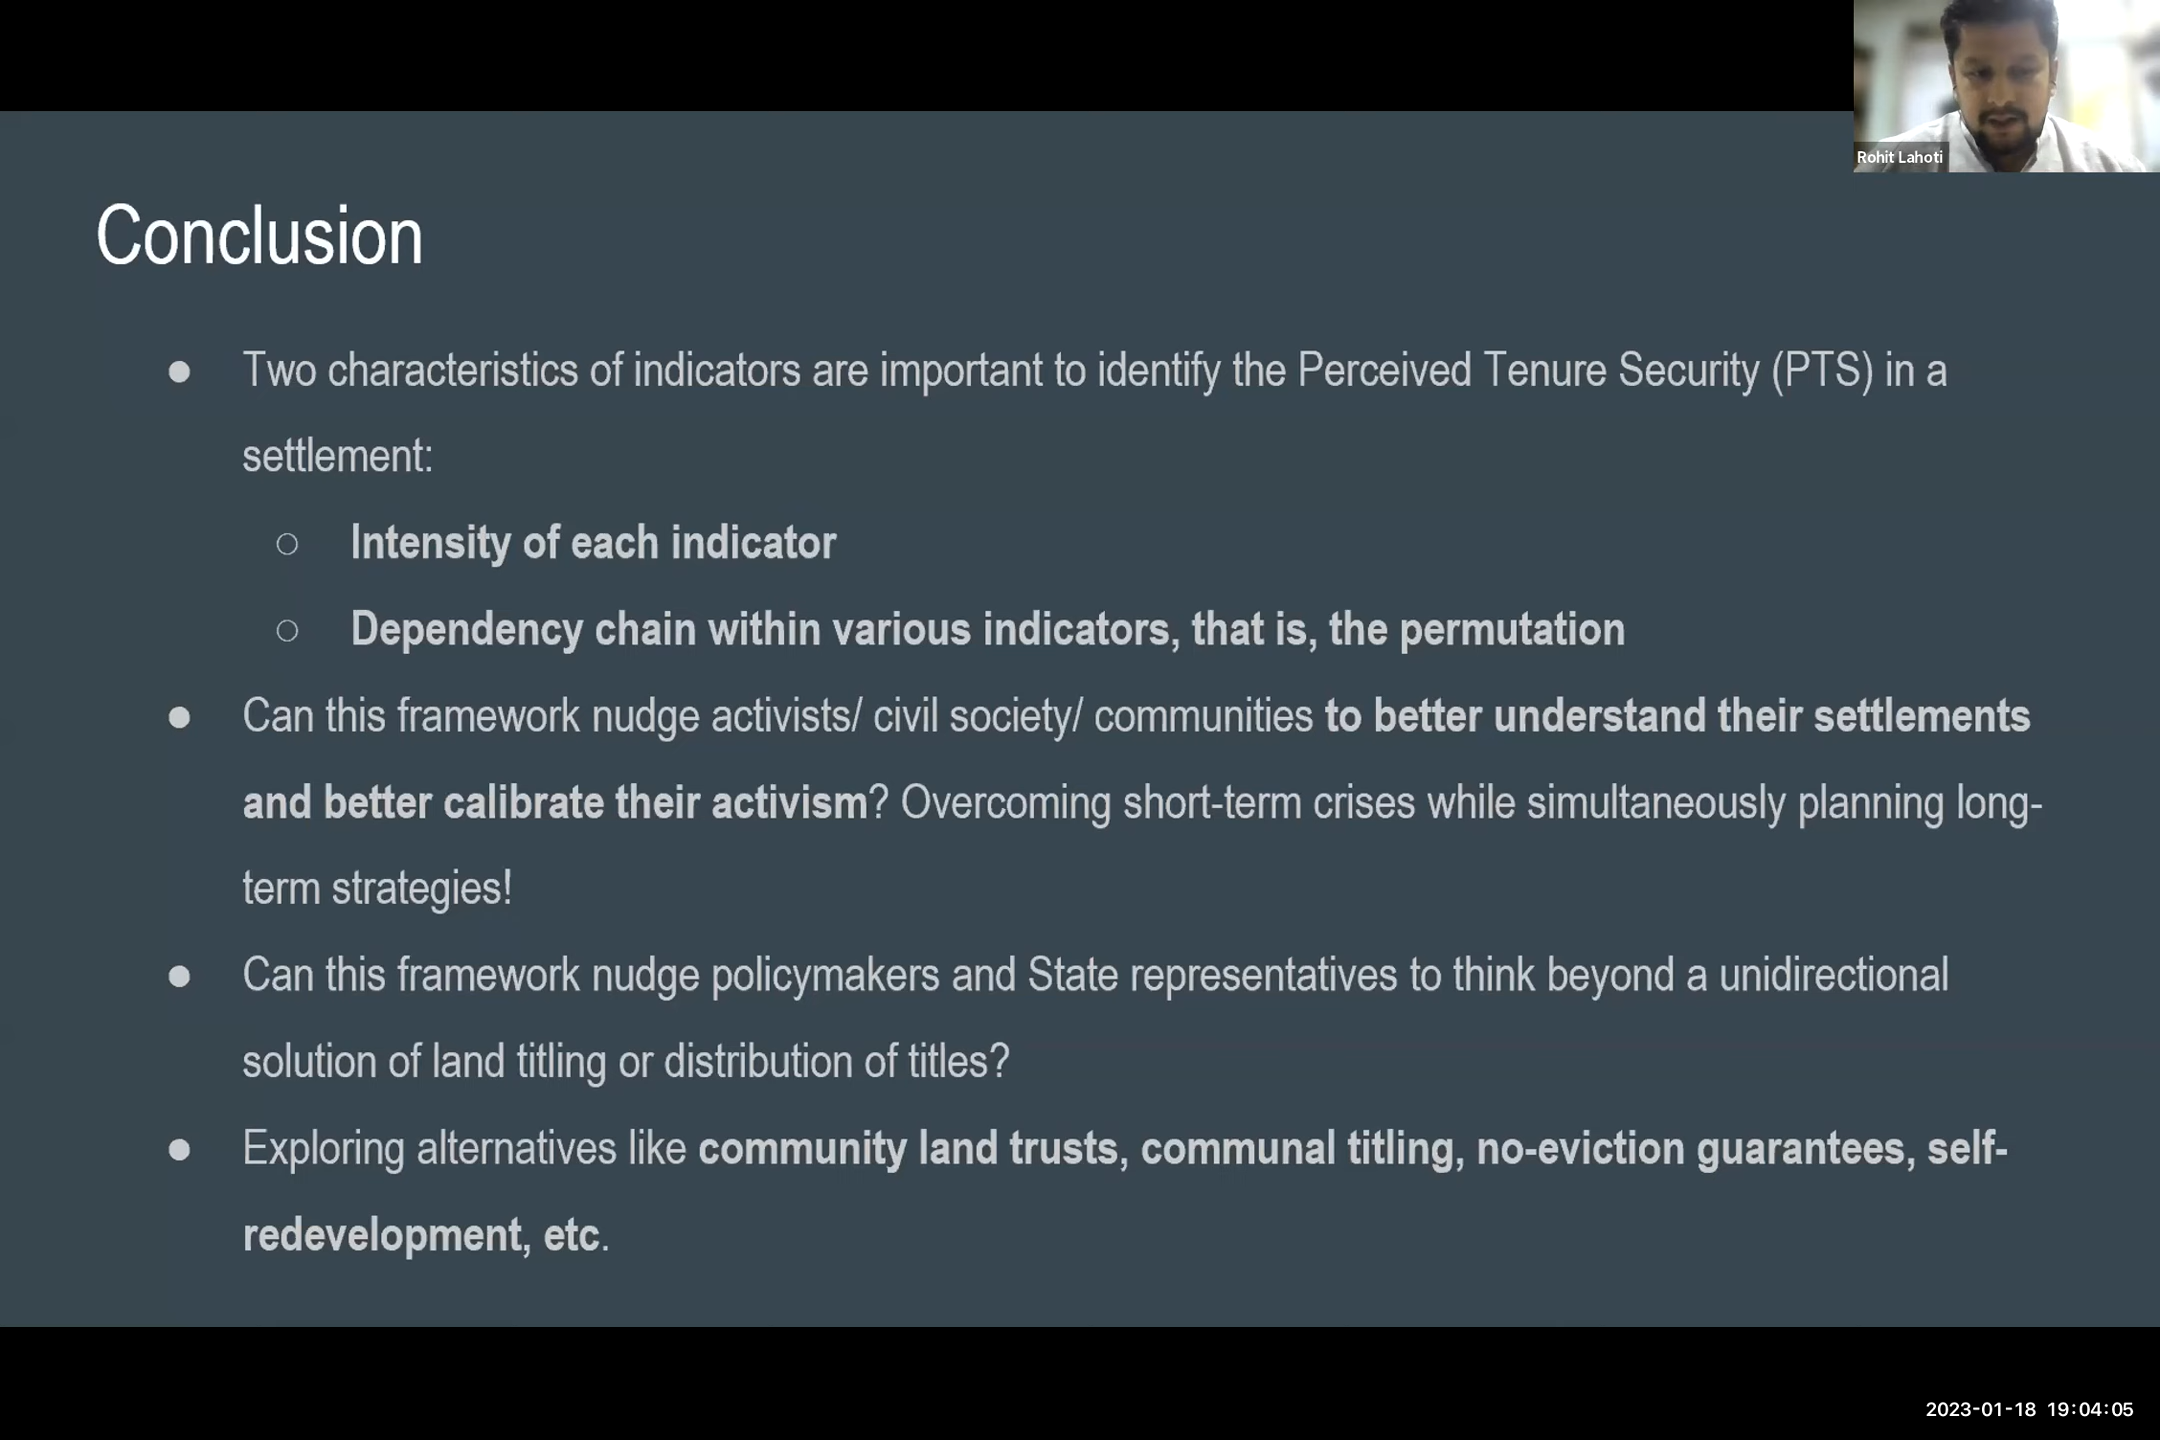 Rohit Lahoti
Conclusion
● Two characteristics of indicators are important to identify the Perceived Tenure Security (PTS) in a
settlement:
○ Intensity of each indicator
○ Dependency chain within various indicators, that is, the permutation
● Can this framework nudge activists/ civil society/ communities to better understand their settlements
and better calibrate their activism? Overcoming short-term crises while simultaneously planning long-
term strategies!
● Can this framework nudge policymakers and State representatives to think beyond a unidirectional
solution of land titling or distribution of titles?
● Exploring alternatives like community land trusts, communal titling, no-eviction guarantees, self-
redevelopment, etc.
2023-01-18 19:04:05